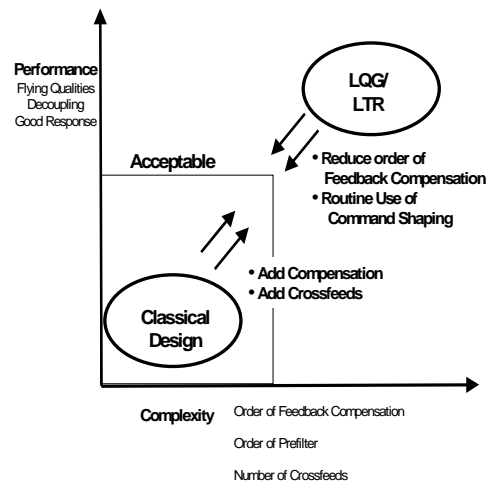 Performance
Flying Qualities
Decoupling
Good Response
LQG/
LTR
• Reduce order of
Feedback Compensation
• Routine Use of
Command Shaping
Acceptable
• Add Compensation
• Add Crossfeeds
Classical
Design
Complexity
Order of Feedback Compensation
Order of Prefilter
Number of Crossfeeds